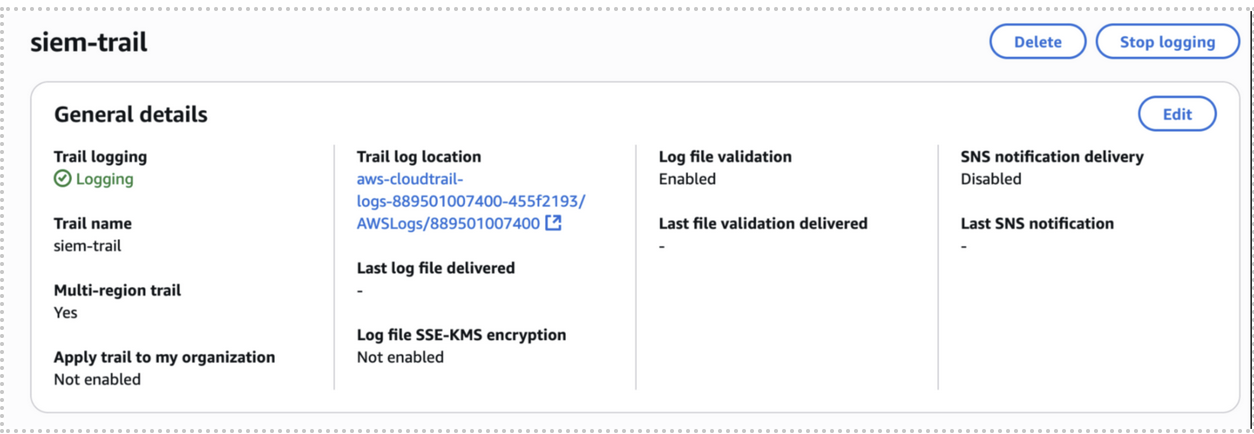 siem-trail
Delete
Stop logging
General details
Edit
Trail logging
Logging
Trail name
siem-trail
Multi-region trail
Yes
Apply trail to my organization
Not enabled
Trail log location
aws-cloudtrail-
logs-889501007400-455f2193/
AWSLogs/889501007400
Last log file delivered
-
Log file SSE-KMS encryption
Not enabled
Log file validation
Enabled
Last file validation delivered
-
SNS notification delivery
Disabled
Last SNS notification
-